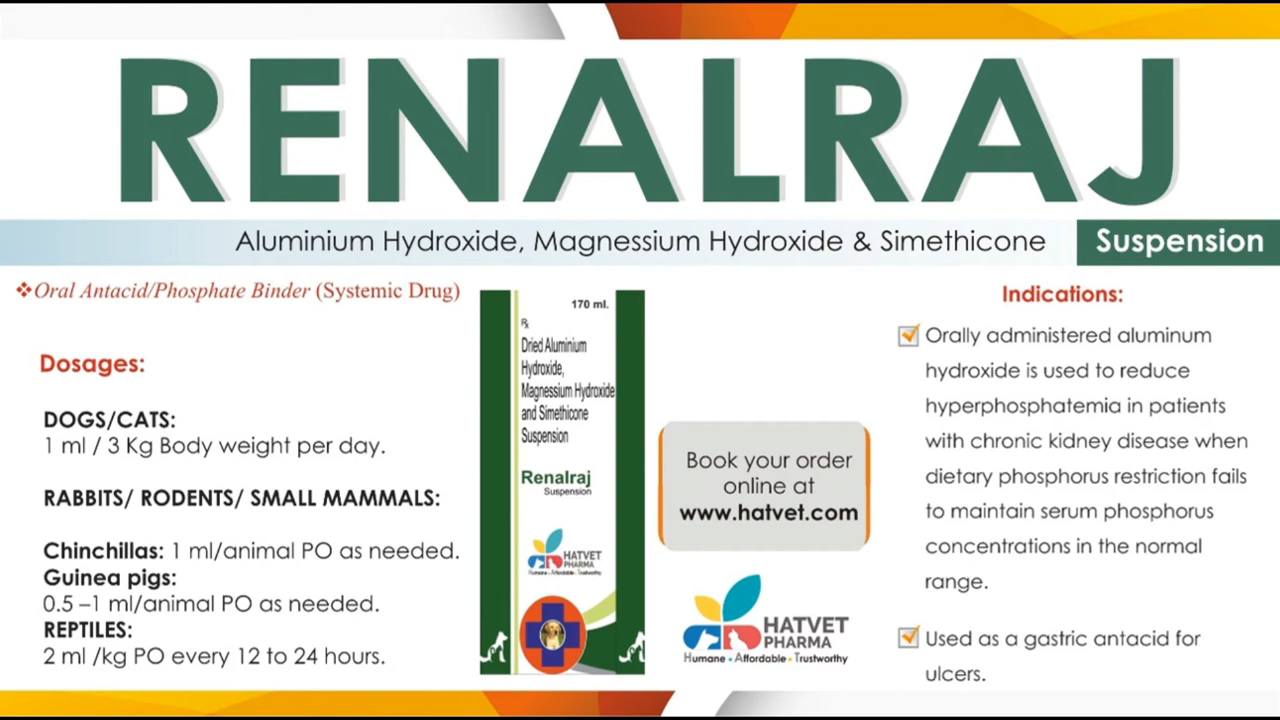 RENALRAJ
Aluminium Hydroxide, Magnessium Hydroxide & Simethicone
Suspension
❖Oral Antacid/Phosphate Binder (Systemic Drug)
Dosages:
DOGS/CATS:
1 ml / 3 Kg Body weight per day.
RABBITS/ RODENTS/ SMALL MAMMALS:
Chinchillas: 1 ml/animal PO as needed.
Guinea pigs:
0.5 –1 ml/animal PO as needed.
REPTILES:
2 ml /kg PO every 12 to 24 hours.
170 ml.
℞
Dried Aluminium
Hydroxide,
Magnessium Hydroxide
and Simethicone
Suspension
Renalraj
Suspension
HATVET
PHARMA
Humane • Affordable • Trustworthy
Book your order
online at
www.hatvet.com
HATVET
PHARMA
Humane • Affordable • Trustworthy
Indications:
Orally administered aluminum
hydroxide is used to reduce
hyperphosphatemia in patients
with chronic kidney disease when
dietary phosphorus restriction fails
to maintain serum phosphorus
concentrations in the normal
range.
Used as a gastric antacid for
ulcers.